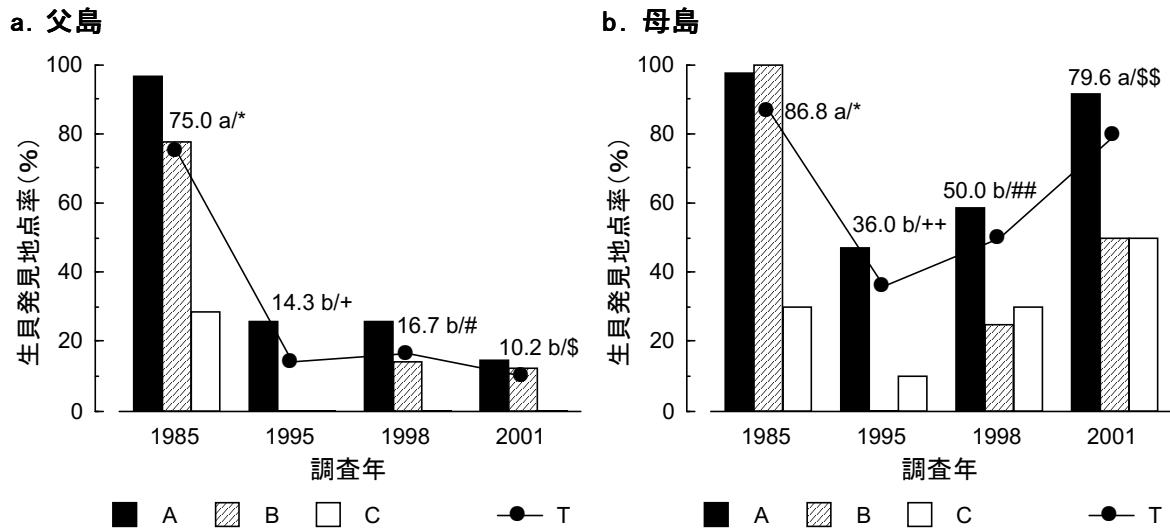 a. 父島
生貝発見地点率(%)
100
80
60
40
20
0
75.0 a/*
14.3 b/+
16.7 b/#
10.2 b/$
1985
1995
1998
2001
調査年
A
B
C
T
b. 母島
生貝発見地点率(%)
100
80
60
40
20
0
86.8 a/*
36.0 b/++
50.0 b/##
79.6 a/$$
1985
1995
1998
2001
調査年
A
B
C
T